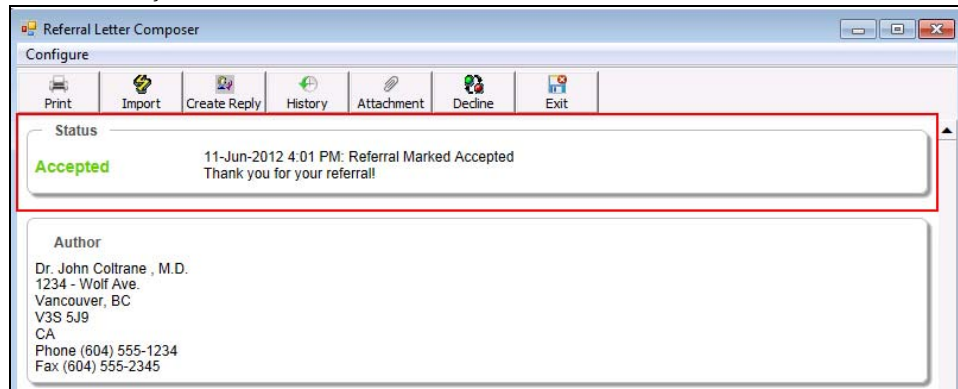 Referral Letter Composer
Configure
Print Import Create Reply History Attachment Decline Exit
Status
Accepted
11-Jun-2012 4:01 PM: Referral Marked Accepted
Thank you for your referral!
Author
Dr. John Coltrane , M.D.
1234 - Wolf Ave.
Vancouver, BC
V3S 5J9
CA
Phone (604) 555-1234
Fax (604) 555-2345